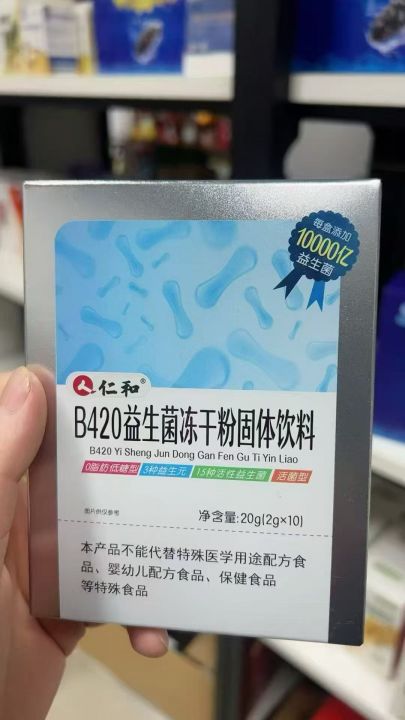 每盒添加
10000亿
益生菌
仁和®
B420益生菌冻干粉固体饮料
B420 Yi Sheng Jun Dong Gan Fen Gu Ti Yin Liao
0脂肪低糖型 3种益生元 15种活性益生菌 活菌型
图片供仅参考
净含量:20g(2g×10)
本产品不能代替特殊医学用途配方食
品、婴幼儿配方食品、保健食品
等特殊食品